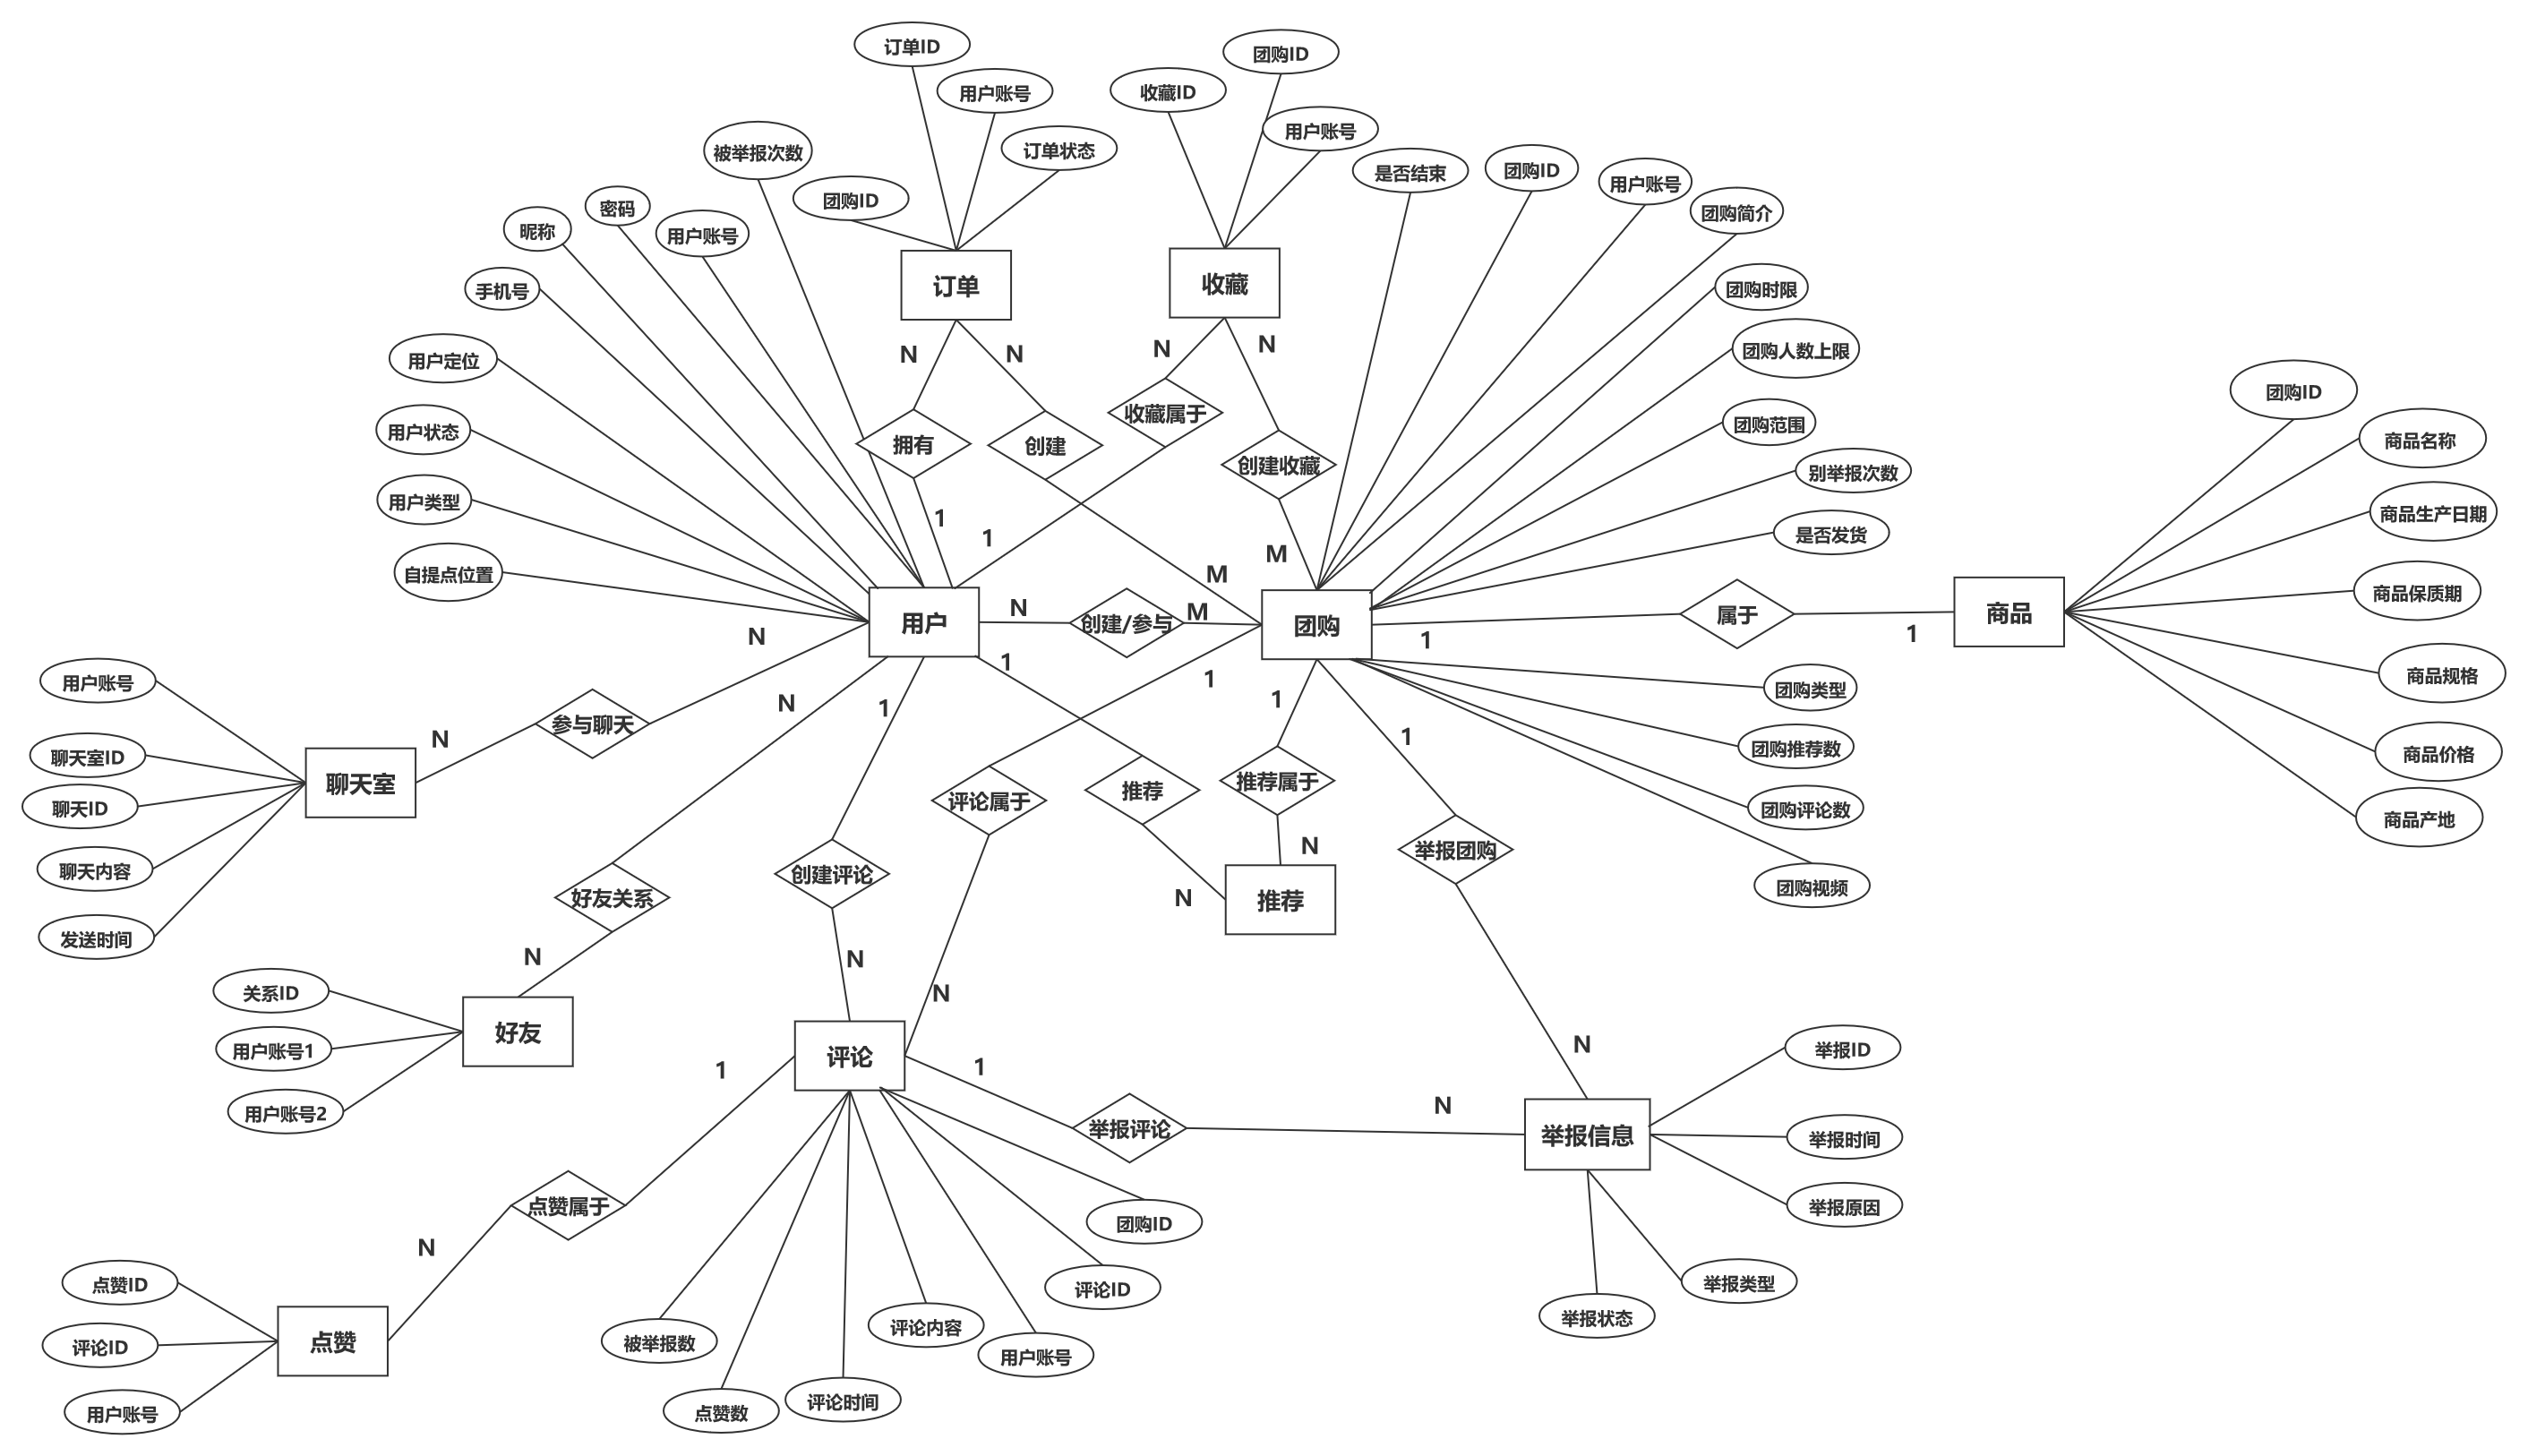 订单ID
团购ID
用户账号
收藏ID
用户账号
订单状态
被举报次数
是否结束
团购ID
用户账号
团购ID
密码
团购简介
昵称
用户账号
手机号
订单
收藏
团购时限
N
N
N
N
用户定位
团购人数上限
团购ID
收藏属于
团购范围
用户状态
拥有
创建
商品名称
创建收藏
别举报次数
用户类型
商品生产日期
1
1
是否发货
M
M
自提点位置
商品保质期
用户
N
创建/参与
M
团购
属于
商品
N
1
1
1
1
用户账号
商品规格
团购类型
N
1
1
1
参与聊天
N
团购推荐数
商品价格
聊天室ID
聊天室
推荐
推荐属于
聊天ID
评论属于
团购评论数
商品产地
N
举报团购
聊天内容
创建评论
团购视频
好友关系
N
推荐
发送时间
N
N
关系ID
N
好友
N
举报ID
用户账号1
评论
1
1
用户账号2
N
举报评论
举报信息
举报时间
点赞属于
举报原因
团购ID
N
点赞ID
评论ID
举报类型
举报状态
评论内容
点赞
被举报数
评论ID
用户账号
评论时间
点赞数
用户账号